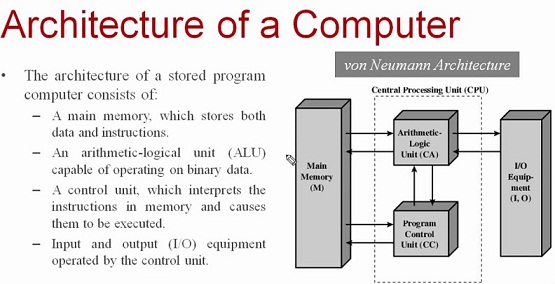 Architecture of a Computer
von Neumann Architecture
• The architecture of a stored program
computer consists of:
– A main memory, which stores both
data and instructions.
– An arithmetic-logical unit (ALU)
capable of operating on binary data.
– A control unit, which interprets the
instructions in memory and causes
them to be executed.
– Input and output (I/O) equipment
operated by the control unit.
Central Processing Unit (CPU)
Main
Memory
(M)
Arithmetic-
Logic
Unit (CA)
Program
Control
Unit (CC)
I/O
Equip-
ment
(I, O)